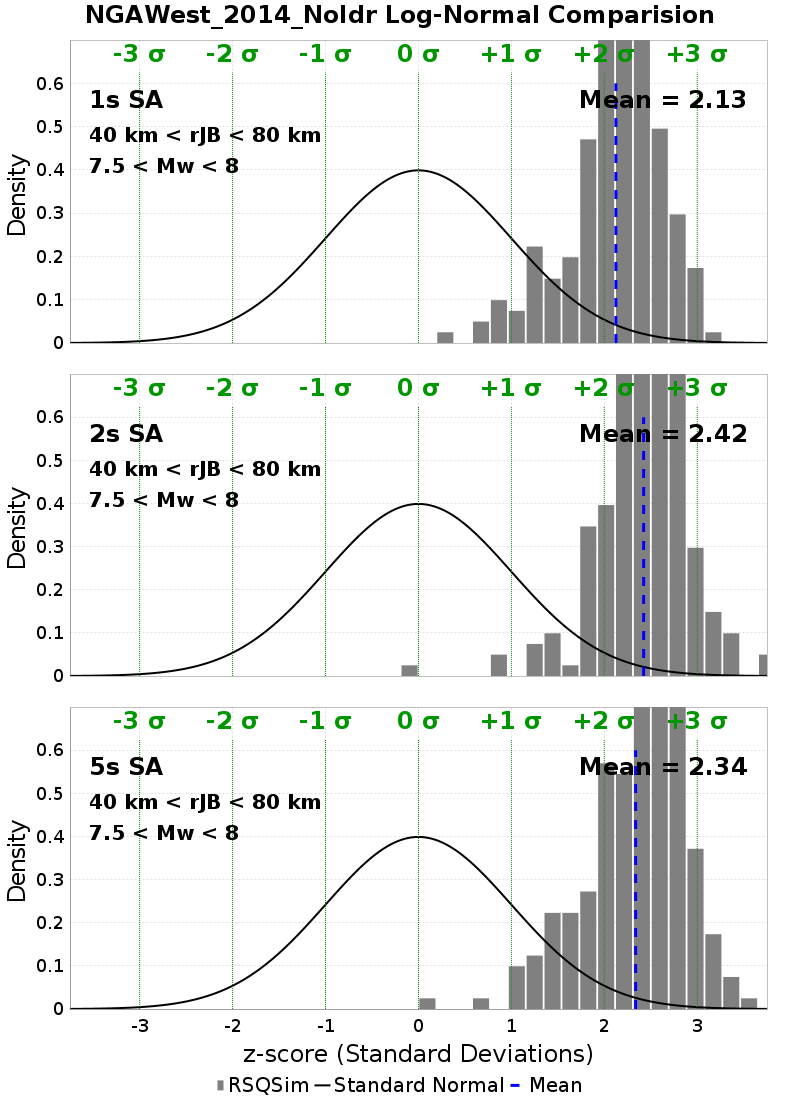 NGAWest_2014_NoIdr Log-Normal Comparision
-3 σ -2 σ -1 σ 0 σ +1 σ +2 σ +3 σ
1s SA
Mean = 2.13
40 km < rJB < 80 km
7.5 < Mw < 8
Density
0.6
0.5
0.4
0.3
0.2
0.1
0
-3 σ -2 σ -1 σ 0 σ +1 σ +2 σ +3 σ
2s SA
Mean = 2.42
40 km < rJB < 80 km
7.5 < Mw < 8
Density
0.6
0.5
0.4
0.3
0.2
0.1
0
-3 σ -2 σ -1 σ 0 σ +1 σ +2 σ +3 σ
5s SA
Mean = 2.34
40 km < rJB < 80 km
7.5 < Mw < 8
Density
0.6
0.5
0.4
0.3
0.2
0.1
0
-3 -2 -1 0 1 2 3
z-score (Standard Deviations)
RSQSim Standard Normal Mean